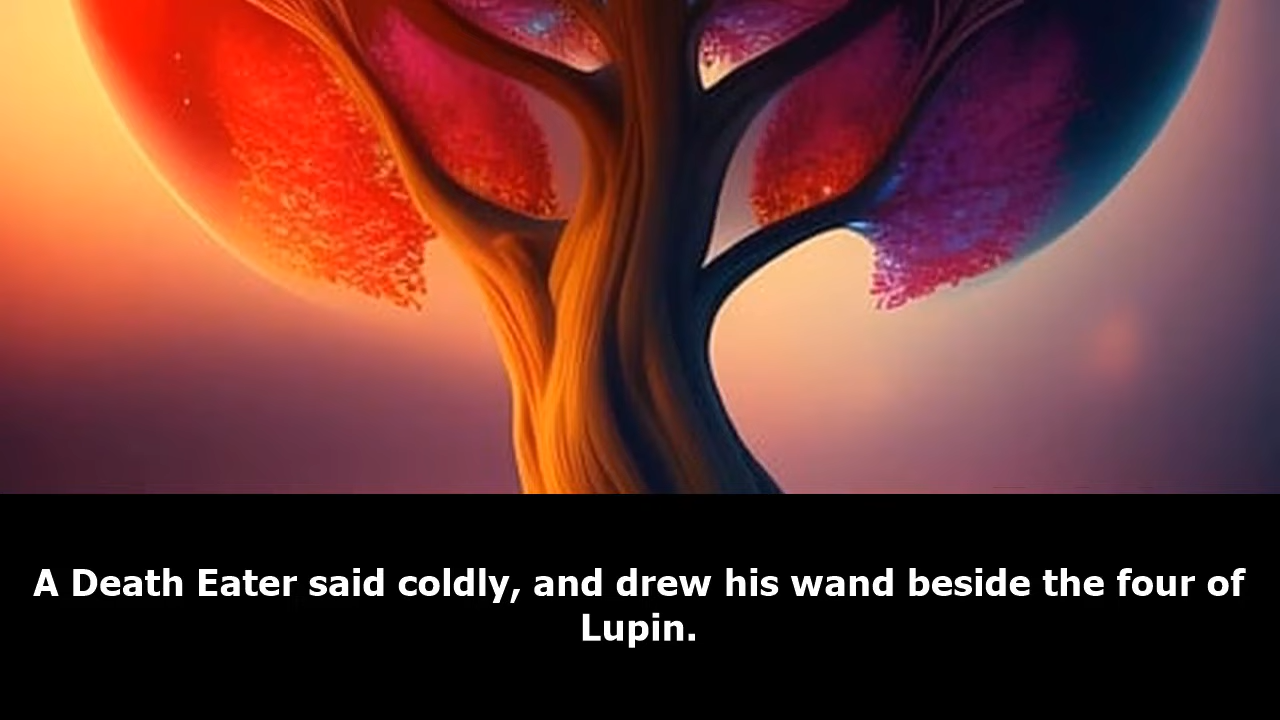 A Death Eater said coldly, and drew his wand beside the four of
Lupin.